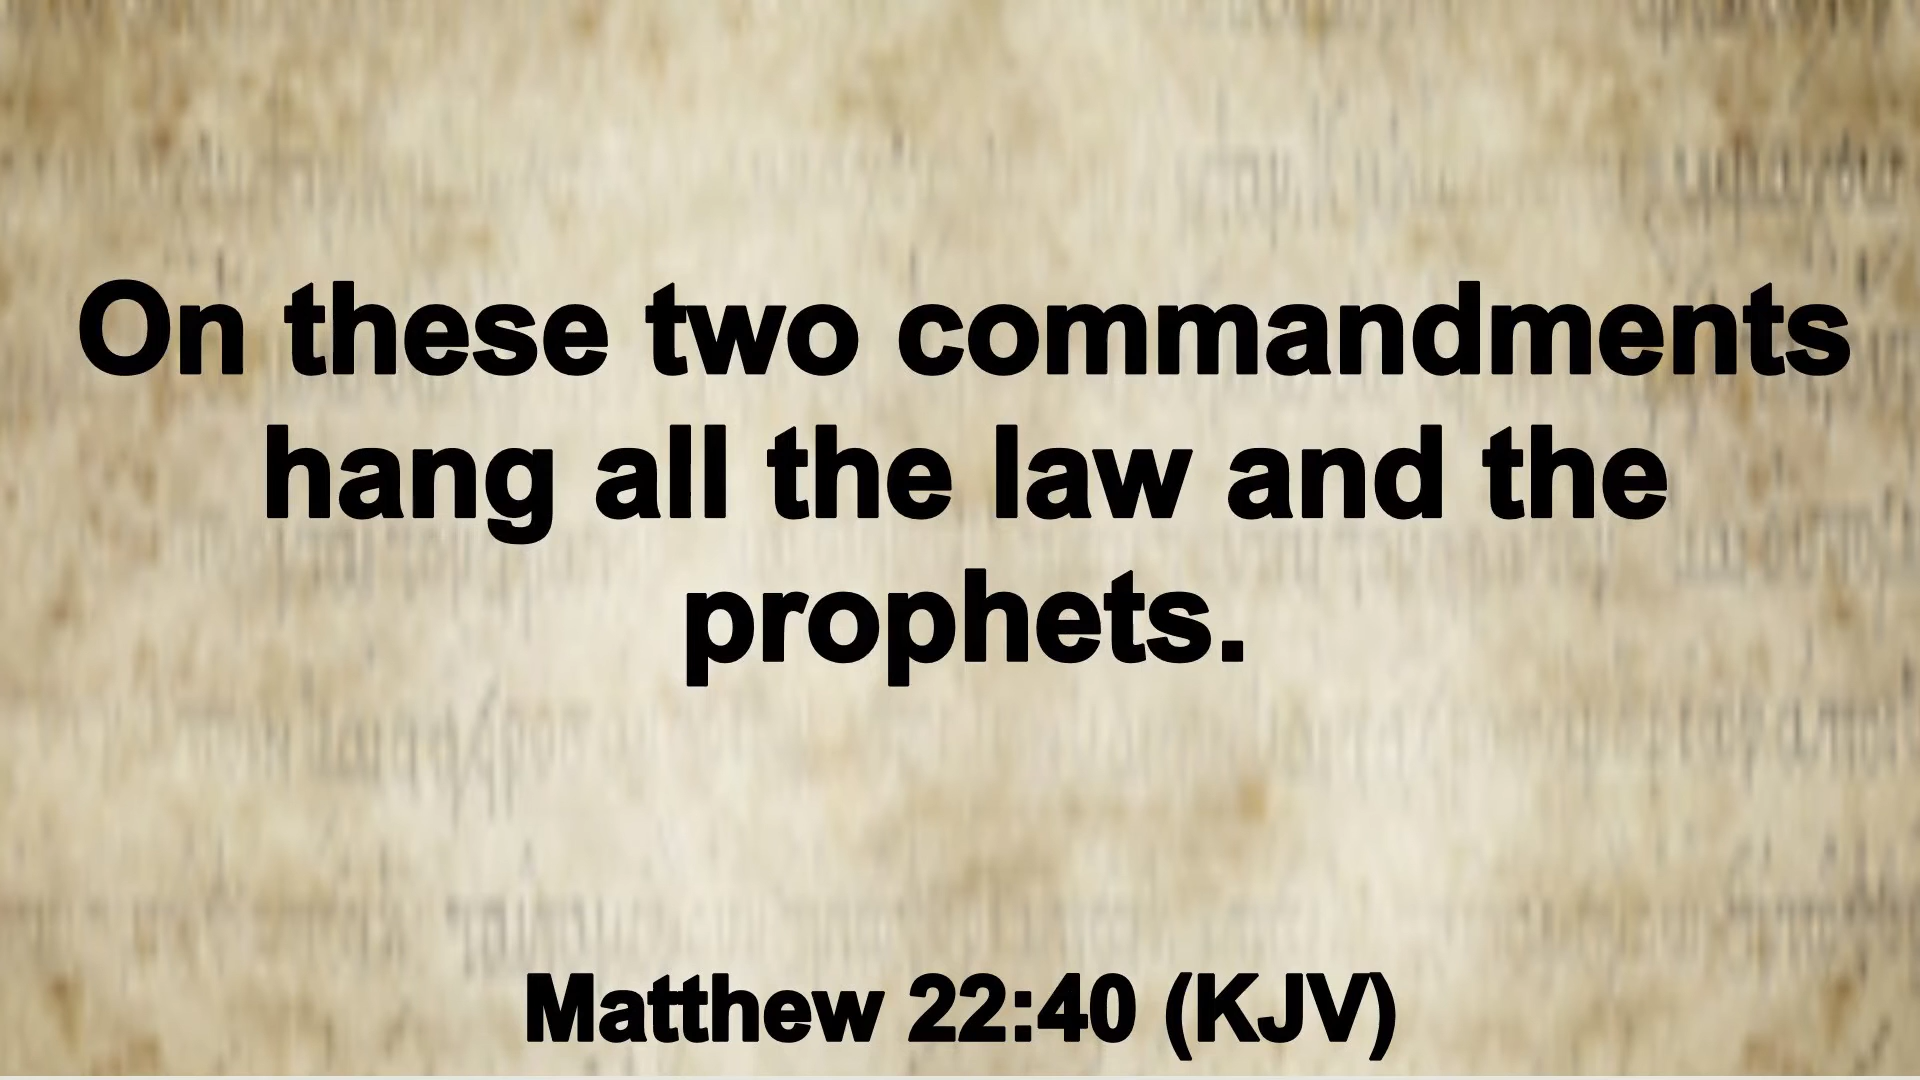 On these two commandments
hang all the law and the
prophets.
Matthew 22:40 (KJV)